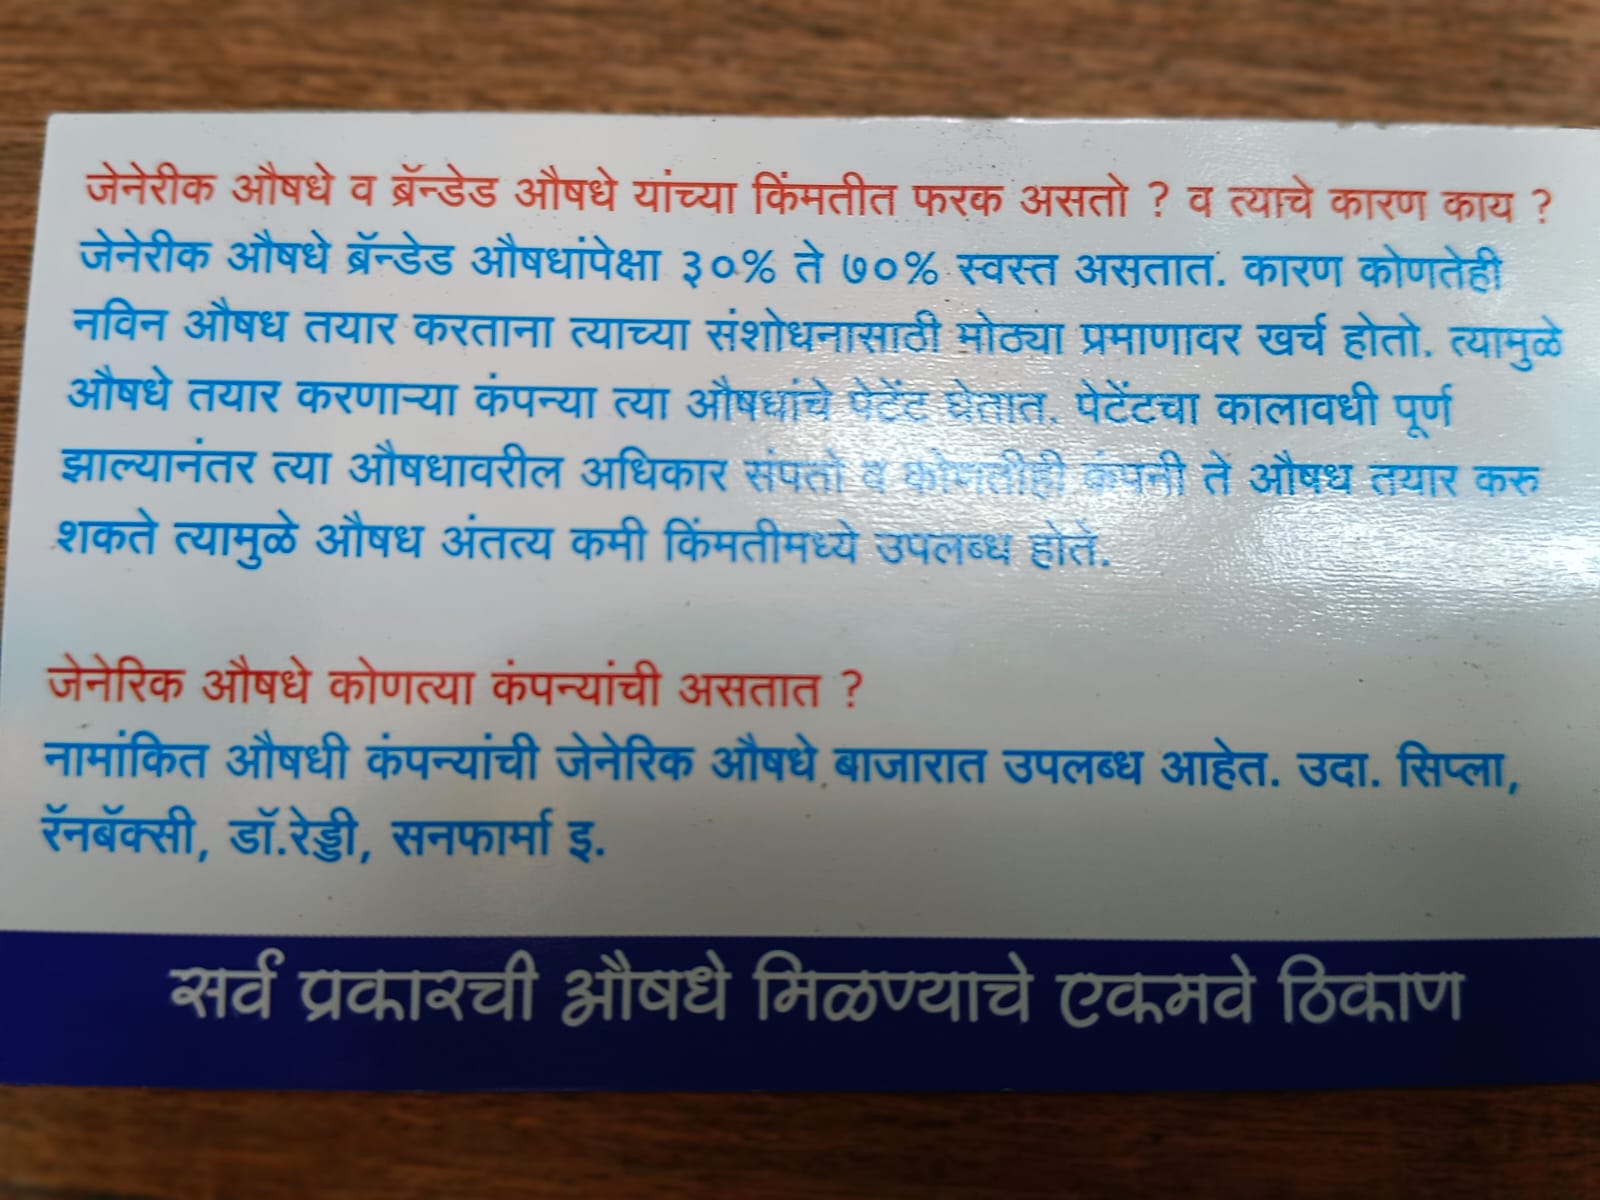 जेनेरीक औषधे व ब्रॅन्डेड औषधे यांच्या किंमतीत फरक असतो ? व त्याचे कारण काय ?
जेनेरीक औषधे ब्रॅन्डेड औषधांपेक्षा ३०% ते ७०% स्वस्त असतात. कारण कोणतेही
नविन औषध तयार करताना त्याच्या संशोधनासाठी मोठ्या प्रमाणावर खर्च होतो. त्यामुळे
औषधे तयार करणाऱ्या कंपन्या त्या औषधांचे पेटेंट घेतात. पेटेंटचा कालावधी पूर्ण
झाल्यानंतर त्या औषधावरील अधिकार संपतो व कोणतीही कंपनी ते औषध तयार करु
शकते त्यामुळे औषध अंतत्य कमी किंमतीमध्ये उपलब्ध होते.
जेनेरिक औषधे कोणत्या कंपन्यांची असतात ?
नामांकित औषधी कंपन्यांची जेनेरिक औषधे बाजारात उपलब्ध आहेत. उदा. सिप्ला,
रॅनबॅक्सी, डॉ.रेड्डी, सनफार्मा इ.
सर्व प्रकारची औषधे मिळण्याचे एकमवे ठिकाण